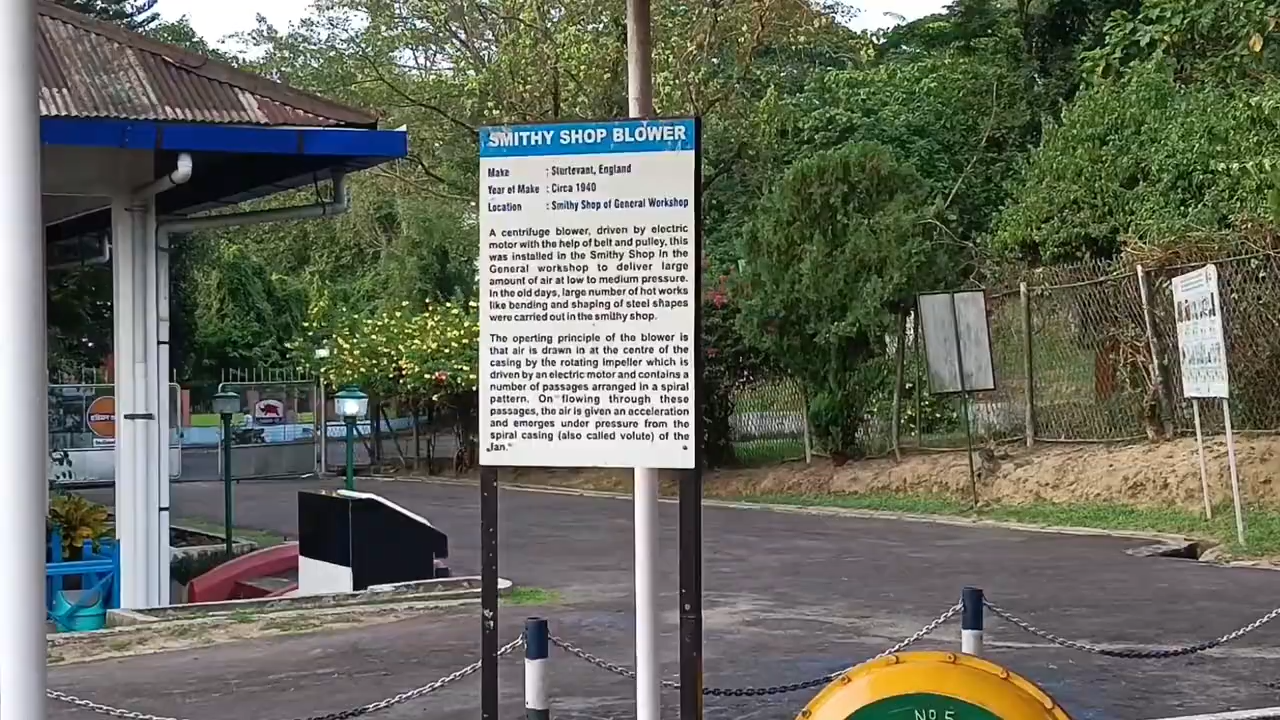 SMITHY SHOP BLOWER
Make : Sturtevant, England
Year of Make : Circa 1940
Location : Smithy Shop of General Workshop
A centrifuge blower, driven by electric
motor with the help of belt and pulley, this
was installed in the Smithy Shop in the
General workshop to deliver large
amount of air at low to medium pressure.
In the old days, large number of hot works
like bending and shaping of steel shapes
were carried out in the smithy shop.
The operting principle of the blower is
that air is drawn in at the centre of the
casing by the rotating impeller which is
driven by an electric motor and contains a
number of passages arranged in a spiral
pattern. On flowing through these
passages, the air is given an acceleration
and emerges under pressure from the
spiral casing (also called volute) of the
fan.
No 5